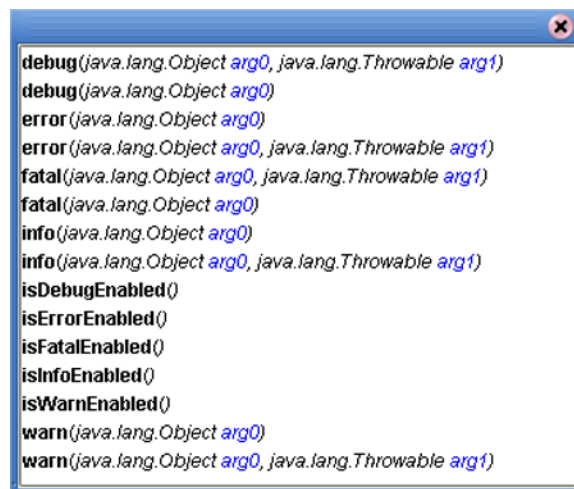 debug(java.lang.Object arg0, java.lang.Throwable arg1)
debug(java.lang.Object arg0)
error(java.lang.Object arg0)
error(java.lang.Object arg0, java.lang.Throwable arg1)
fatal(java.lang.Object arg0, java.lang.Throwable arg1)
fatal(java.lang.Object arg0)
info(java.lang.Object arg0)
info(java.lang.Object arg0, java.lang.Throwable arg1)
isDebugEnabled()
isErrorEnabled()
isFatalEnabled()
isInfoEnabled()
isWarnEnabled()
warn(java.lang.Object arg0)
warn(java.lang.Object arg0, java.lang.Throwable arg1)